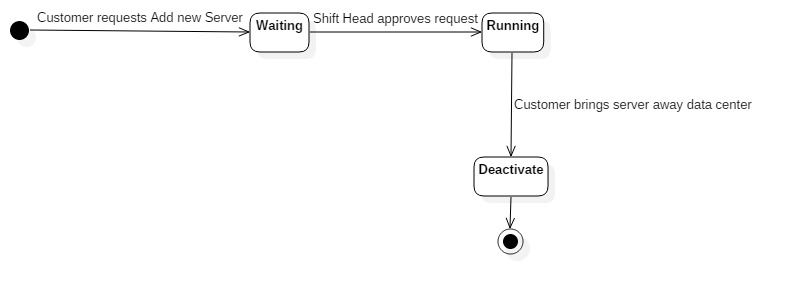 Customer requests Add new Server
Waiting
Shift Head approves request
Running
Customer brings server away data center
Deactivate